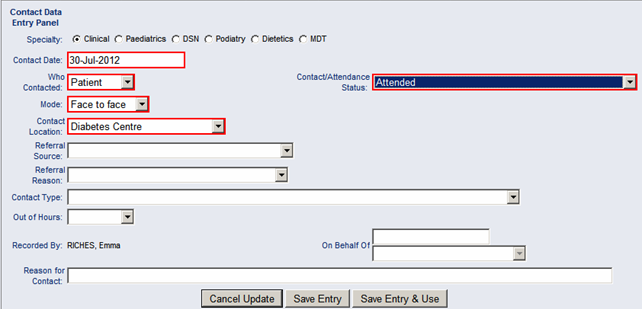 Contact Data
Entry Panel
Specialty: Clinical Paediatrics DSN Podiatry Dietetics MDT
Contact Date: 30-Jul-2012
Who
Contacted: Patient
Contact/Attendance
Status: Attended
Mode: Face to face
Contact
Location: Diabetes Centre
Referral
Source:
Referral
Reason:
Contact Type:
Out of Hours:
Recorded By: RICHES, Emma
On Behalf Of
Reason for
Contact:
Cancel Update Save Entry Save Entry & Use